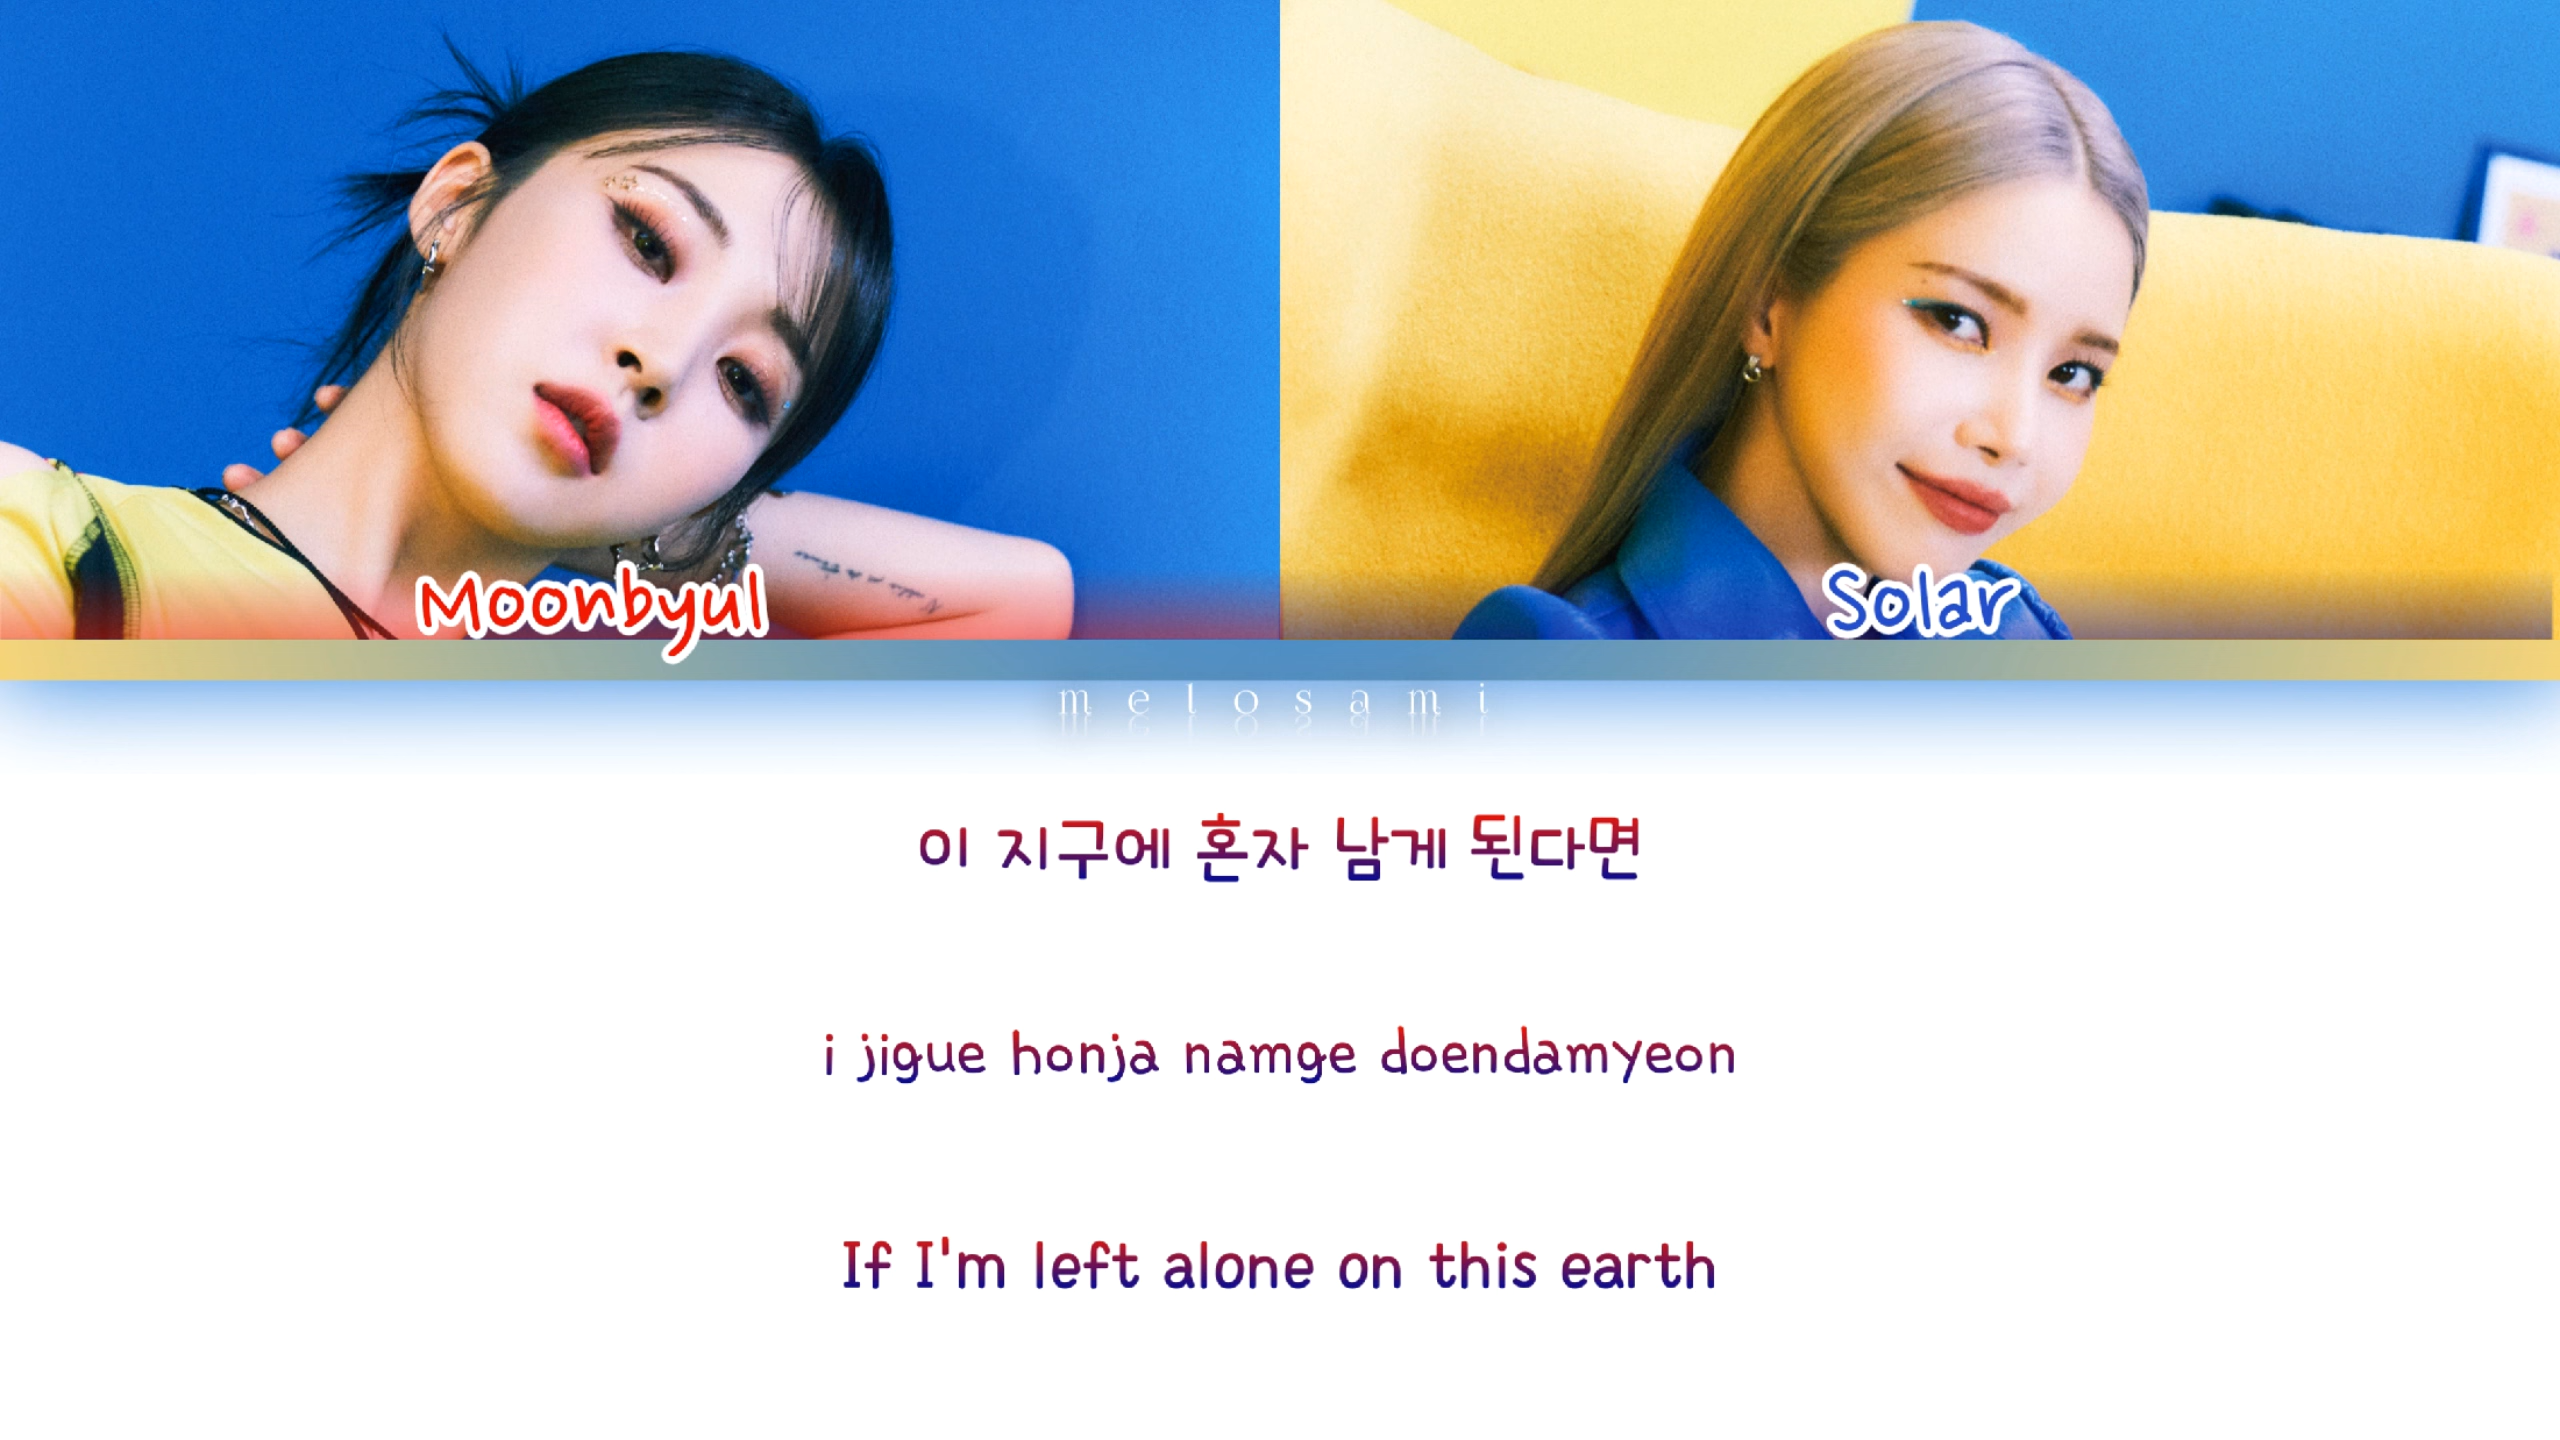 Moonbyul
Solar
melosami
이 지구에 혼자 남게 된다면
i jigue honja namge doendamyeon
If I'm left alone on this earth